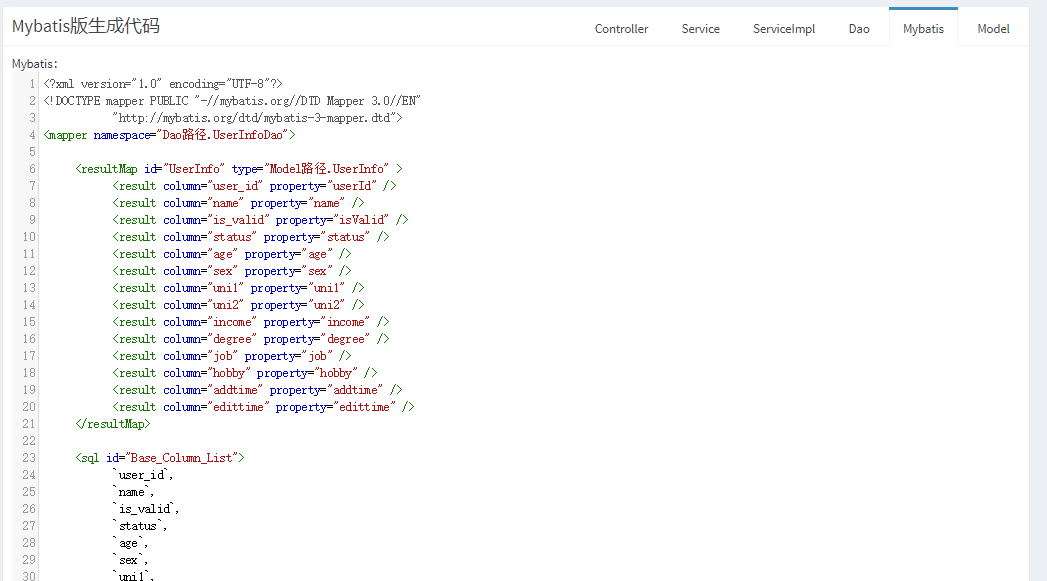 Mybatis版生成代码
Controller Service ServiceImpl Dao Mybatis Model
Mybatis:
1 <?xml version="1.0" encoding="UTF-8"?>
2 <!DOCTYPE mapper PUBLIC "-//mybatis.org//DTD Mapper 3.0//EN"
3 "http://mybatis.org/dtd/mybatis-3-mapper.dtd">
4 <mapper namespace="Dao路径.UserInfoDao">
5
6 <resultMap id="UserInfo" type="Model路径.UserInfo" >
7 <result column="user_id" property="userId" />
8 <result column="name" property="name" />
9 <result column="is_valid" property="isValid" />
10 <result column="status" property="status" />
11 <result column="age" property="age" />
12 <result column="sex" property="sex" />
13 <result column="uni1" property="uni1" />
14 <result column="uni2" property="uni2" />
15 <result column="income" property="income" />
16 <result column="degree" property="degree" />
17 <result column="job" property="job" />
18 <result column="hobby" property="hobby" />
19 <result column="addtime" property="addtime" />
20 <result column="edittime" property="edittime" />
21 </resultMap>
22
23 <sql id="Base_Column_List">
24 `user_id`,
25 `name`,
26 `is_valid`,
27 `status`,
28 `age`,
29 `sex`,
30 `uni1`,